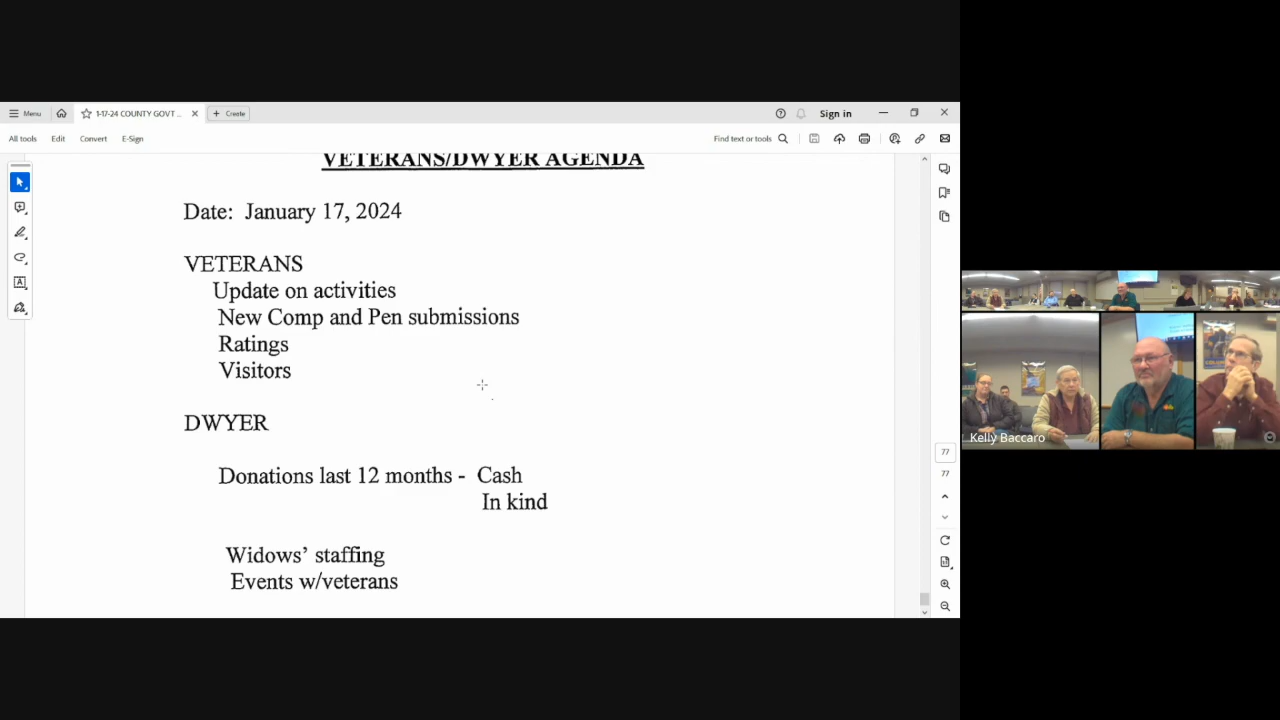 Menu
1-17-24 COUNTY GOVT ...
Create
Sign in
All tools
Edit
Convert
E-Sign
Find text or tools
VETERANS/DWYER AGENDA
Date: January 17, 2024
VETERANS
Update on activities
New Comp and Pen submissions
Ratings
Visitors
DWYER
Donations last 12 months - Cash
In kind
Widows' staffing
Events w/veterans
77
77
Kelly Baccaro